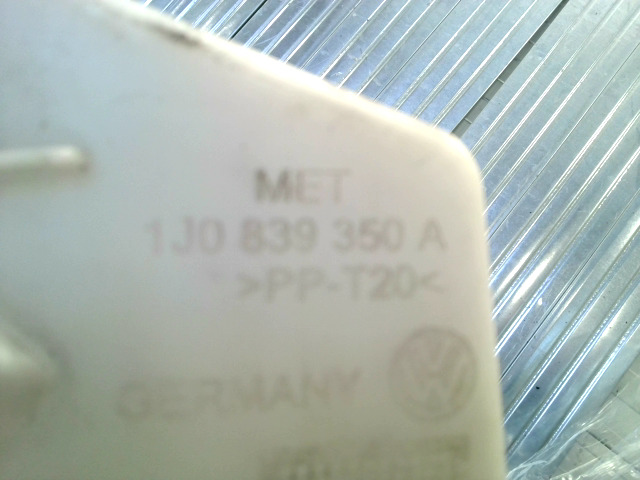 MET
1J0 839 350 A
>PP-T20<
GERMANY